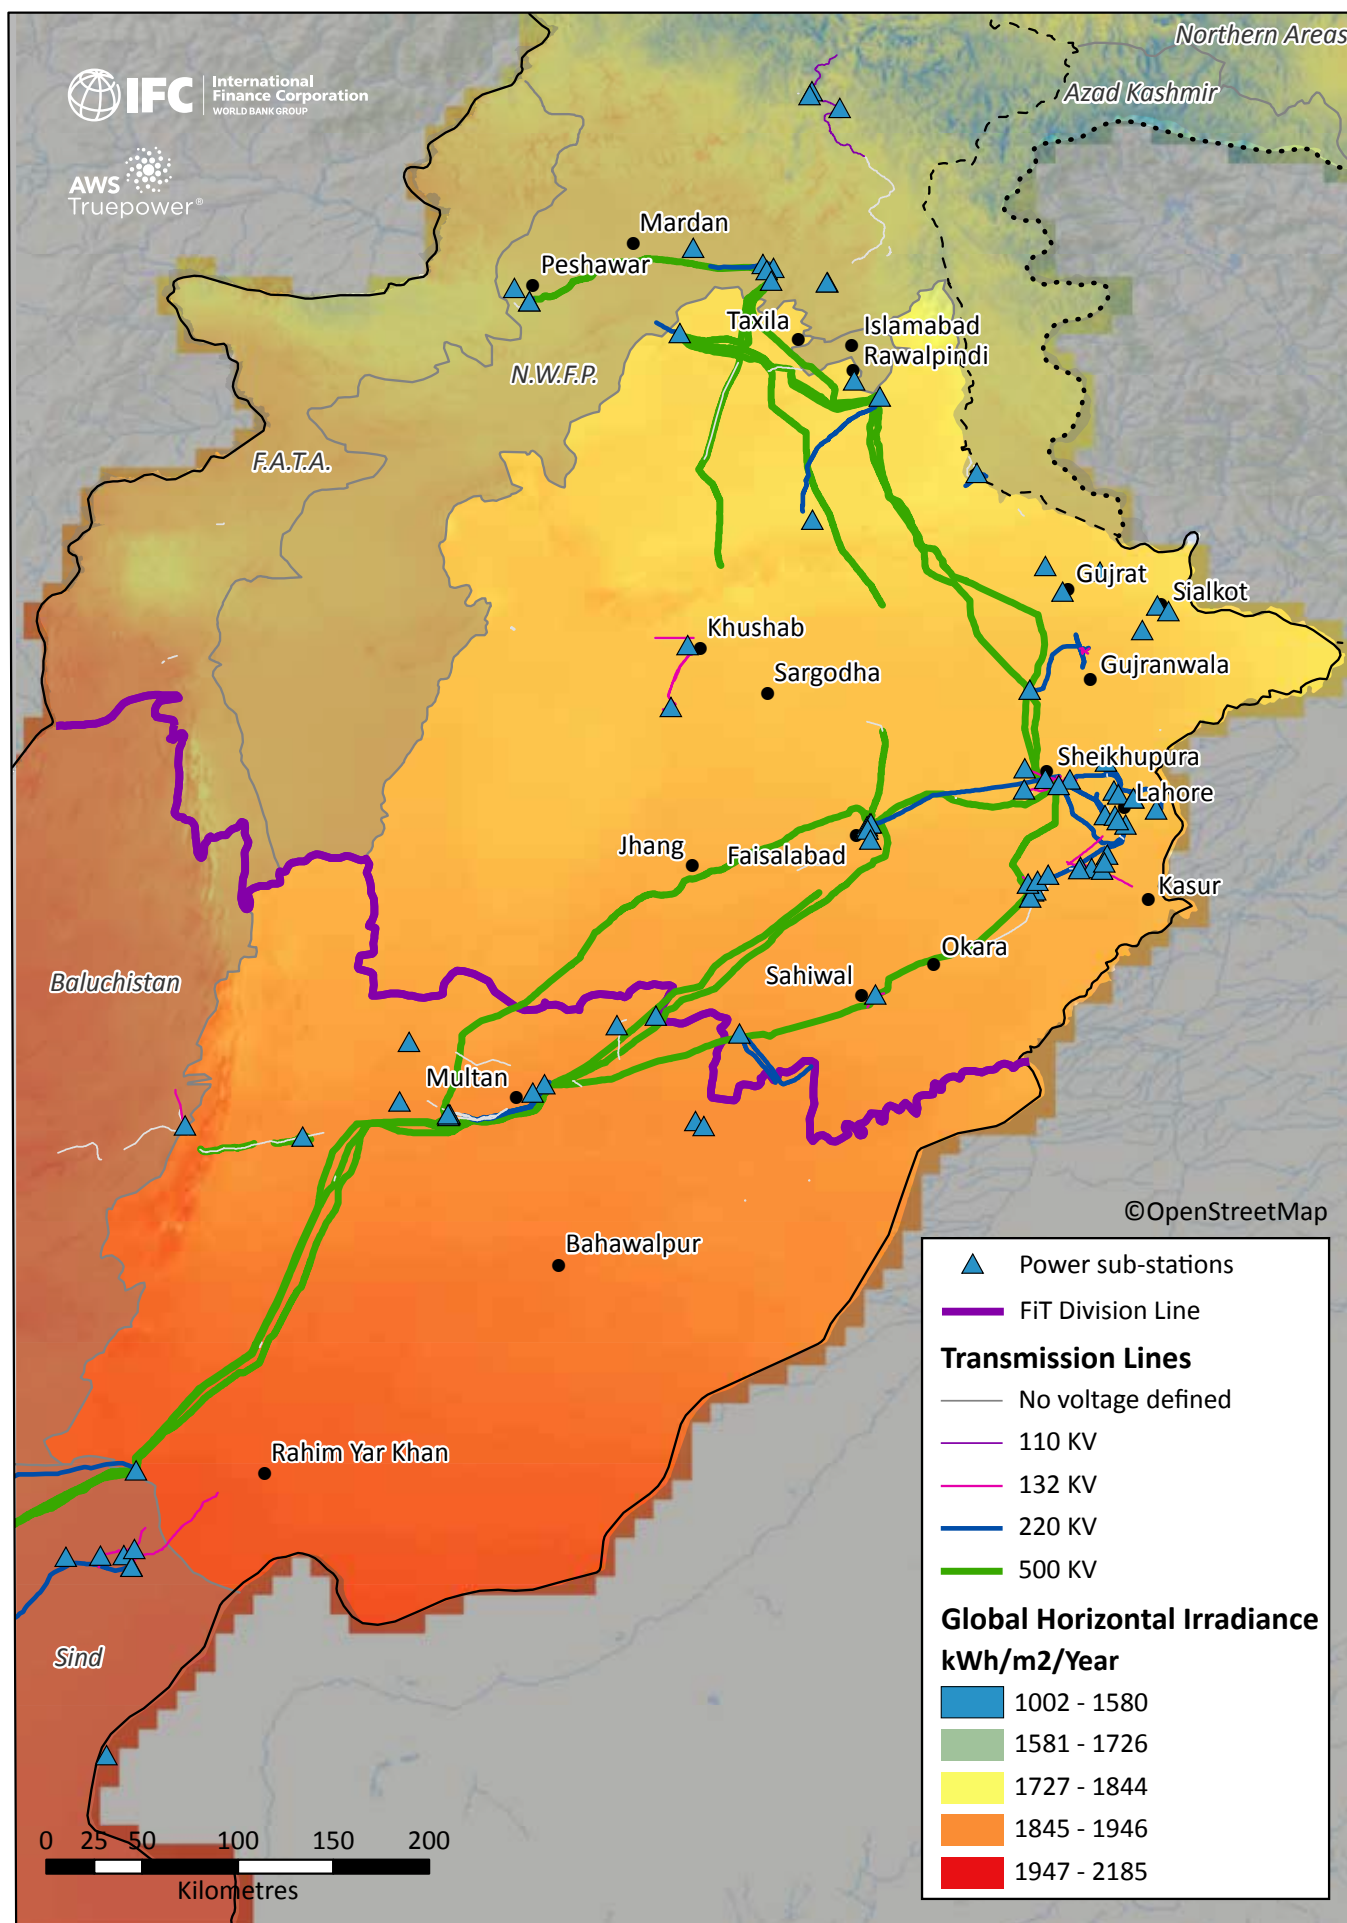 Northern Areas
Azad Kashmir
IFC
International
Finance Corporation
WORLD BANK GROUP
AWS
Truepower®
Mardan
Peshawar
Taxila
Islamabad
Rawalpindi
N.W.F.P.
F.A.T.A.
Gujrat
Sialkot
Khushab
Gujranwala
Sargodha
Sheikhupura
Lahore
Jhang
Faisalabad
Kasur
Okara
Baluchistan
Sahiwal
Multan
©OpenStreetMap
Bahawalpur
Rahim Yar Khan
Sind
Power sub-stations
FiT Division Line
Transmission Lines
No voltage defined
110 KV
132 KV
220 KV
500 KV
Global Horizontal Irradiance
kWh/m2/Year
1002 - 1580
1581 - 1726
1727 - 1844
1845 - 1946
1947 - 2185
0 25 50 100 150 200
Kilometres